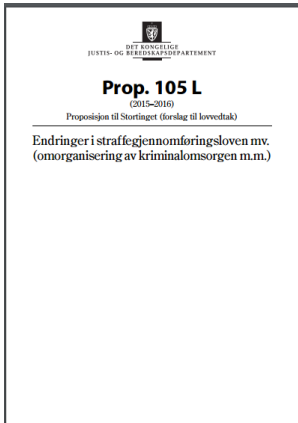 DET KONGELIGE
JUSTIS- OG BEREDSKAPSDEPARTEMENT
Prop. 105 L
(2015–2016)
Proposisjon til Stortinget (forslag til lovvedtak)
Endringer i straffegjennomføringsloven mv.
(omorganisering av kriminalomsorgen m.m.)